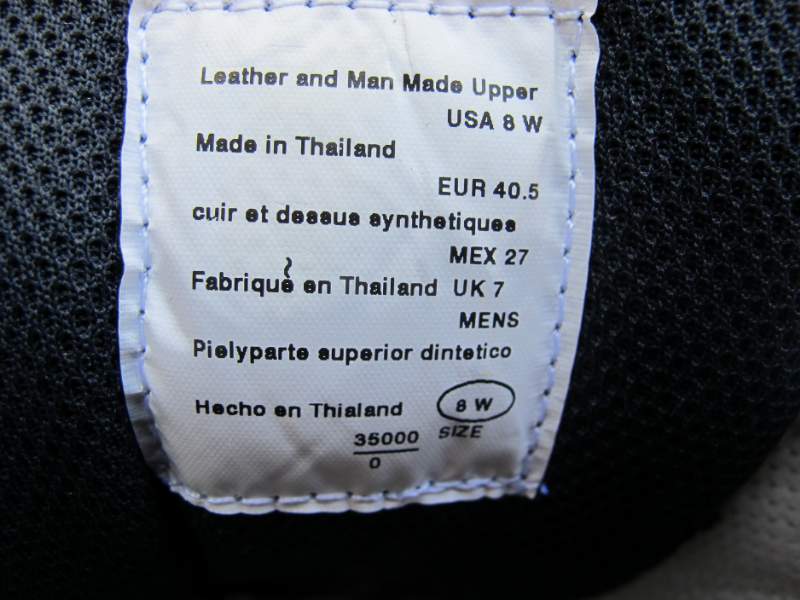 Leather and Man Made Upper
USA 8 W
Made in Thailand
EUR 40.5
cuir et dessus synthetiques
MEX 27
Fabriquè en Thailand UK 7
MENS
Pielyparte superior dintetico
Hecho en Thialand 8 W
35000 SIZE
0